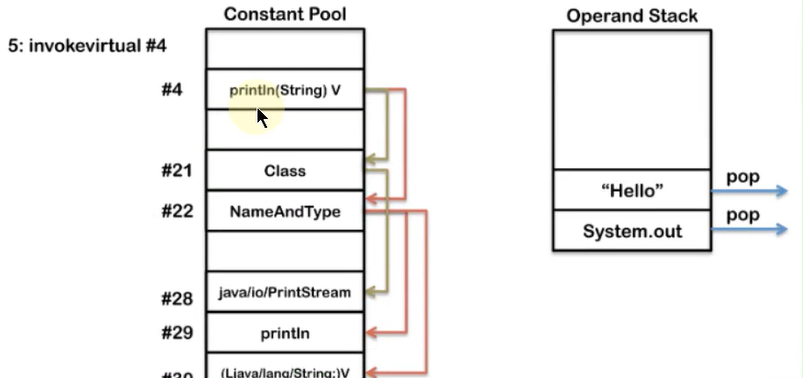 Constant Pool
Operand Stack
5: invokevirtual #4
#4 println(String) V
#21 Class
#22 NameAndType
#28 java/io/PrintStream
#29 println
#30 (Ljava/lang/String;)V
"Hello" pop
System.out pop